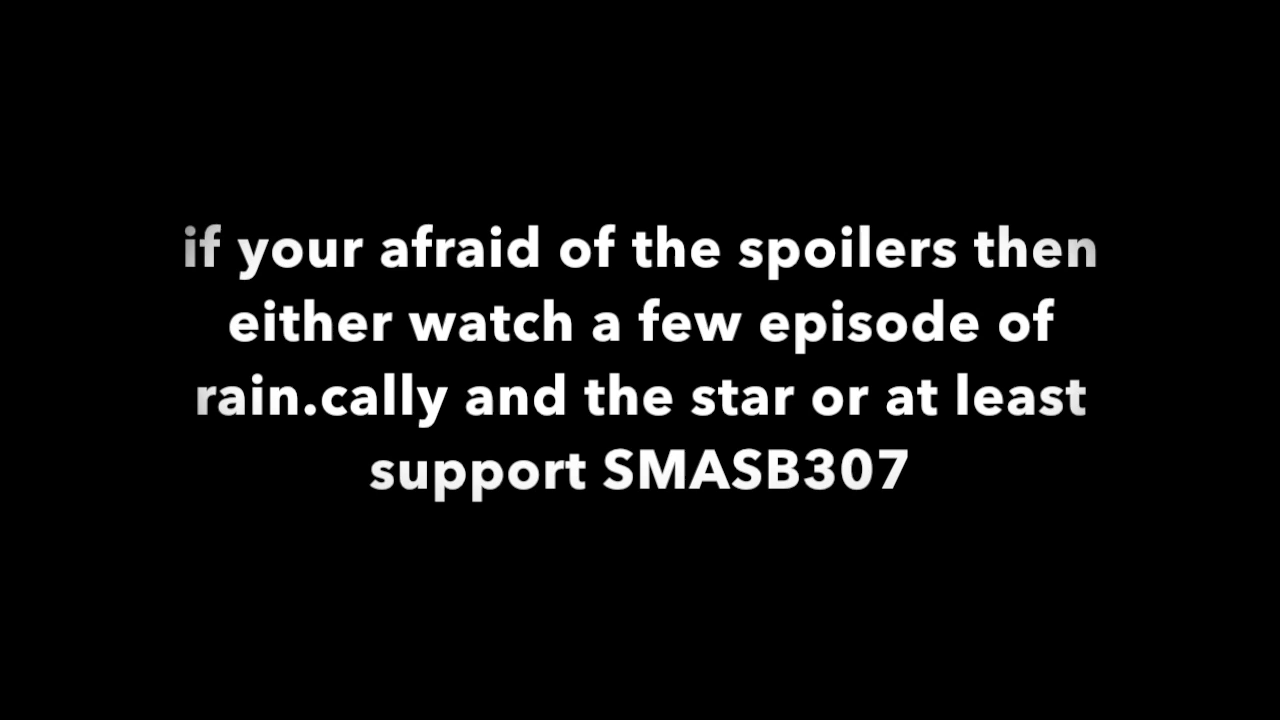 if your afraid of the spoilers then
either watch a few episode of
rain.cally and the star or at least
support SMASB307